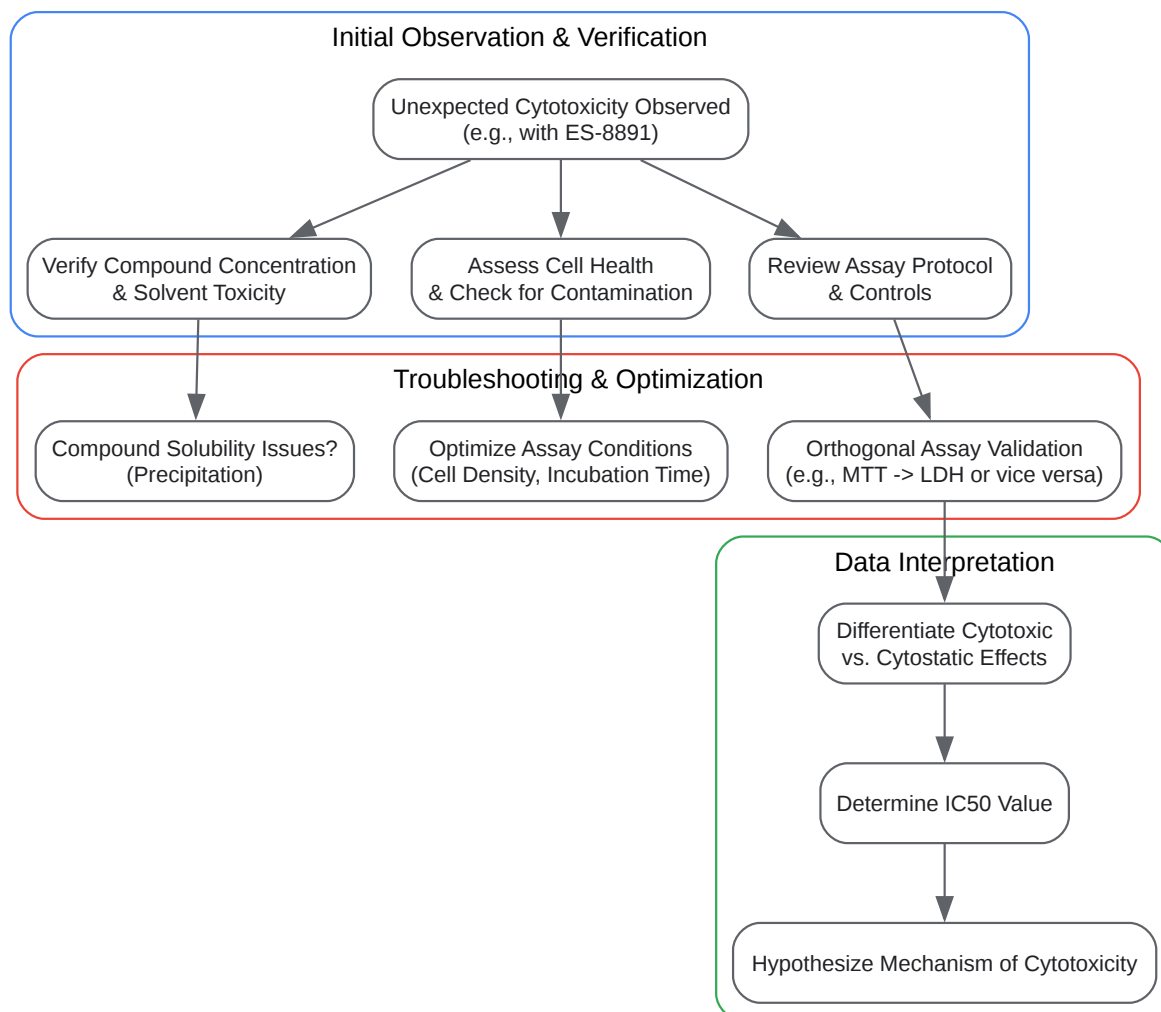 Initial Observation & Verification
Unexpected Cytotoxicity Observed
(e.g., with ES-8891)
Verify Compound Concentration
& Solvent Toxicity
Assess Cell Health
& Check for Contamination
Review Assay Protocol
& Controls
Troubleshooting & Optimization
Compound Solubility Issues?
(Precipitation)
Optimize Assay Conditions
(Cell Density, Incubation Time)
Orthogonal Assay Validation
(e.g., MTT -> LDH or vice versa)
Data Interpretation
Differentiate Cytotoxic
vs. Cytostatic Effects
Determine IC50 Value
Hypothesize Mechanism of Cytotoxicity